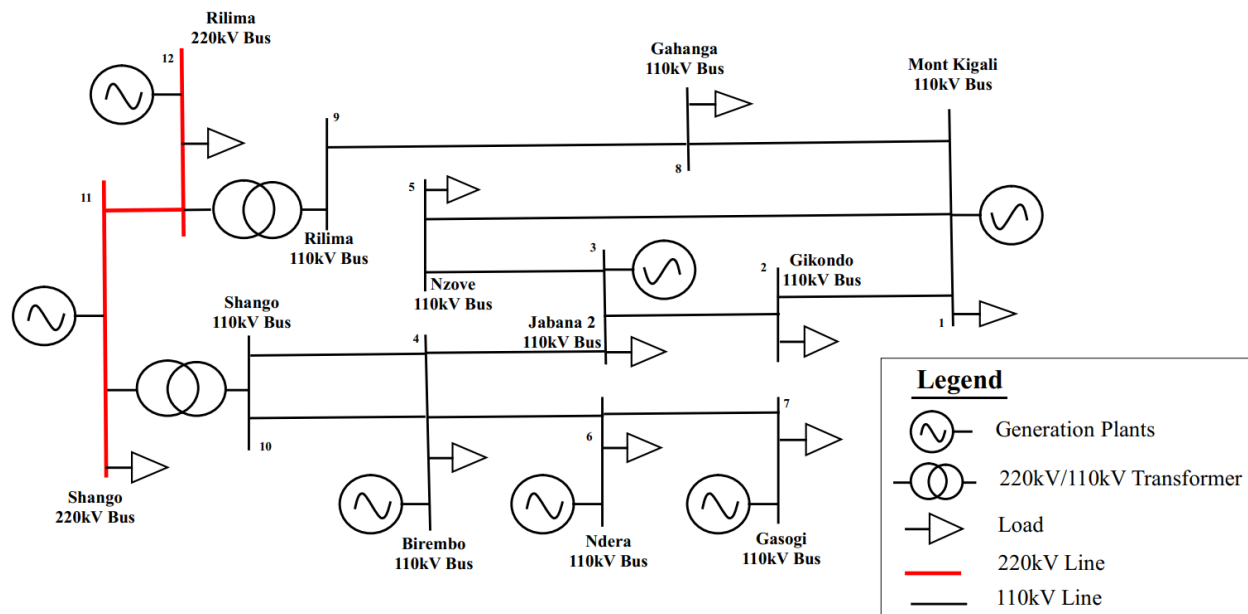 Rilima
220kV Bus
12
Gahanga
110kV Bus
Mont Kigali
110kV Bus
9
8
11
5
Rilima
110kV Bus
3
2
Gikondo
110kV Bus
Nzove
110kV Bus
Shango
110kV Bus
Jabana 2
110kV Bus
1
4
10
6
7
Shango
220kV Bus
Birembo
110kV Bus
Ndera
110kV Bus
Gasogi
110kV Bus
Legend
Generation Plants
220kV/110kV Transformer
Load
220kV Line
110kV Line